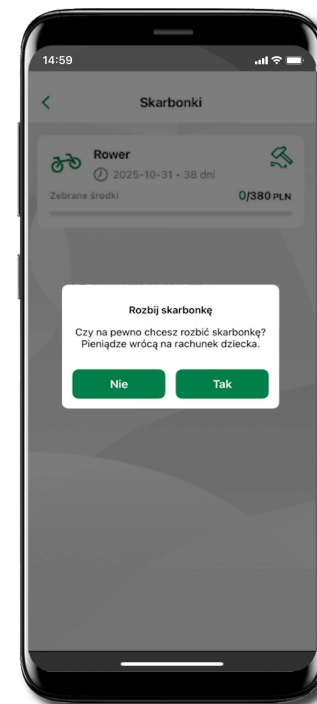 14:59
Skarbonki
Rower
2025-10-31 • 38 dni
Zebrane środki 0/380 PLN
Rozbij skarbonkę
Czy na pewno chcesz rozbić skarbonkę?
Pieniądze wrócą na rachunek dziecka.
Nie Tak